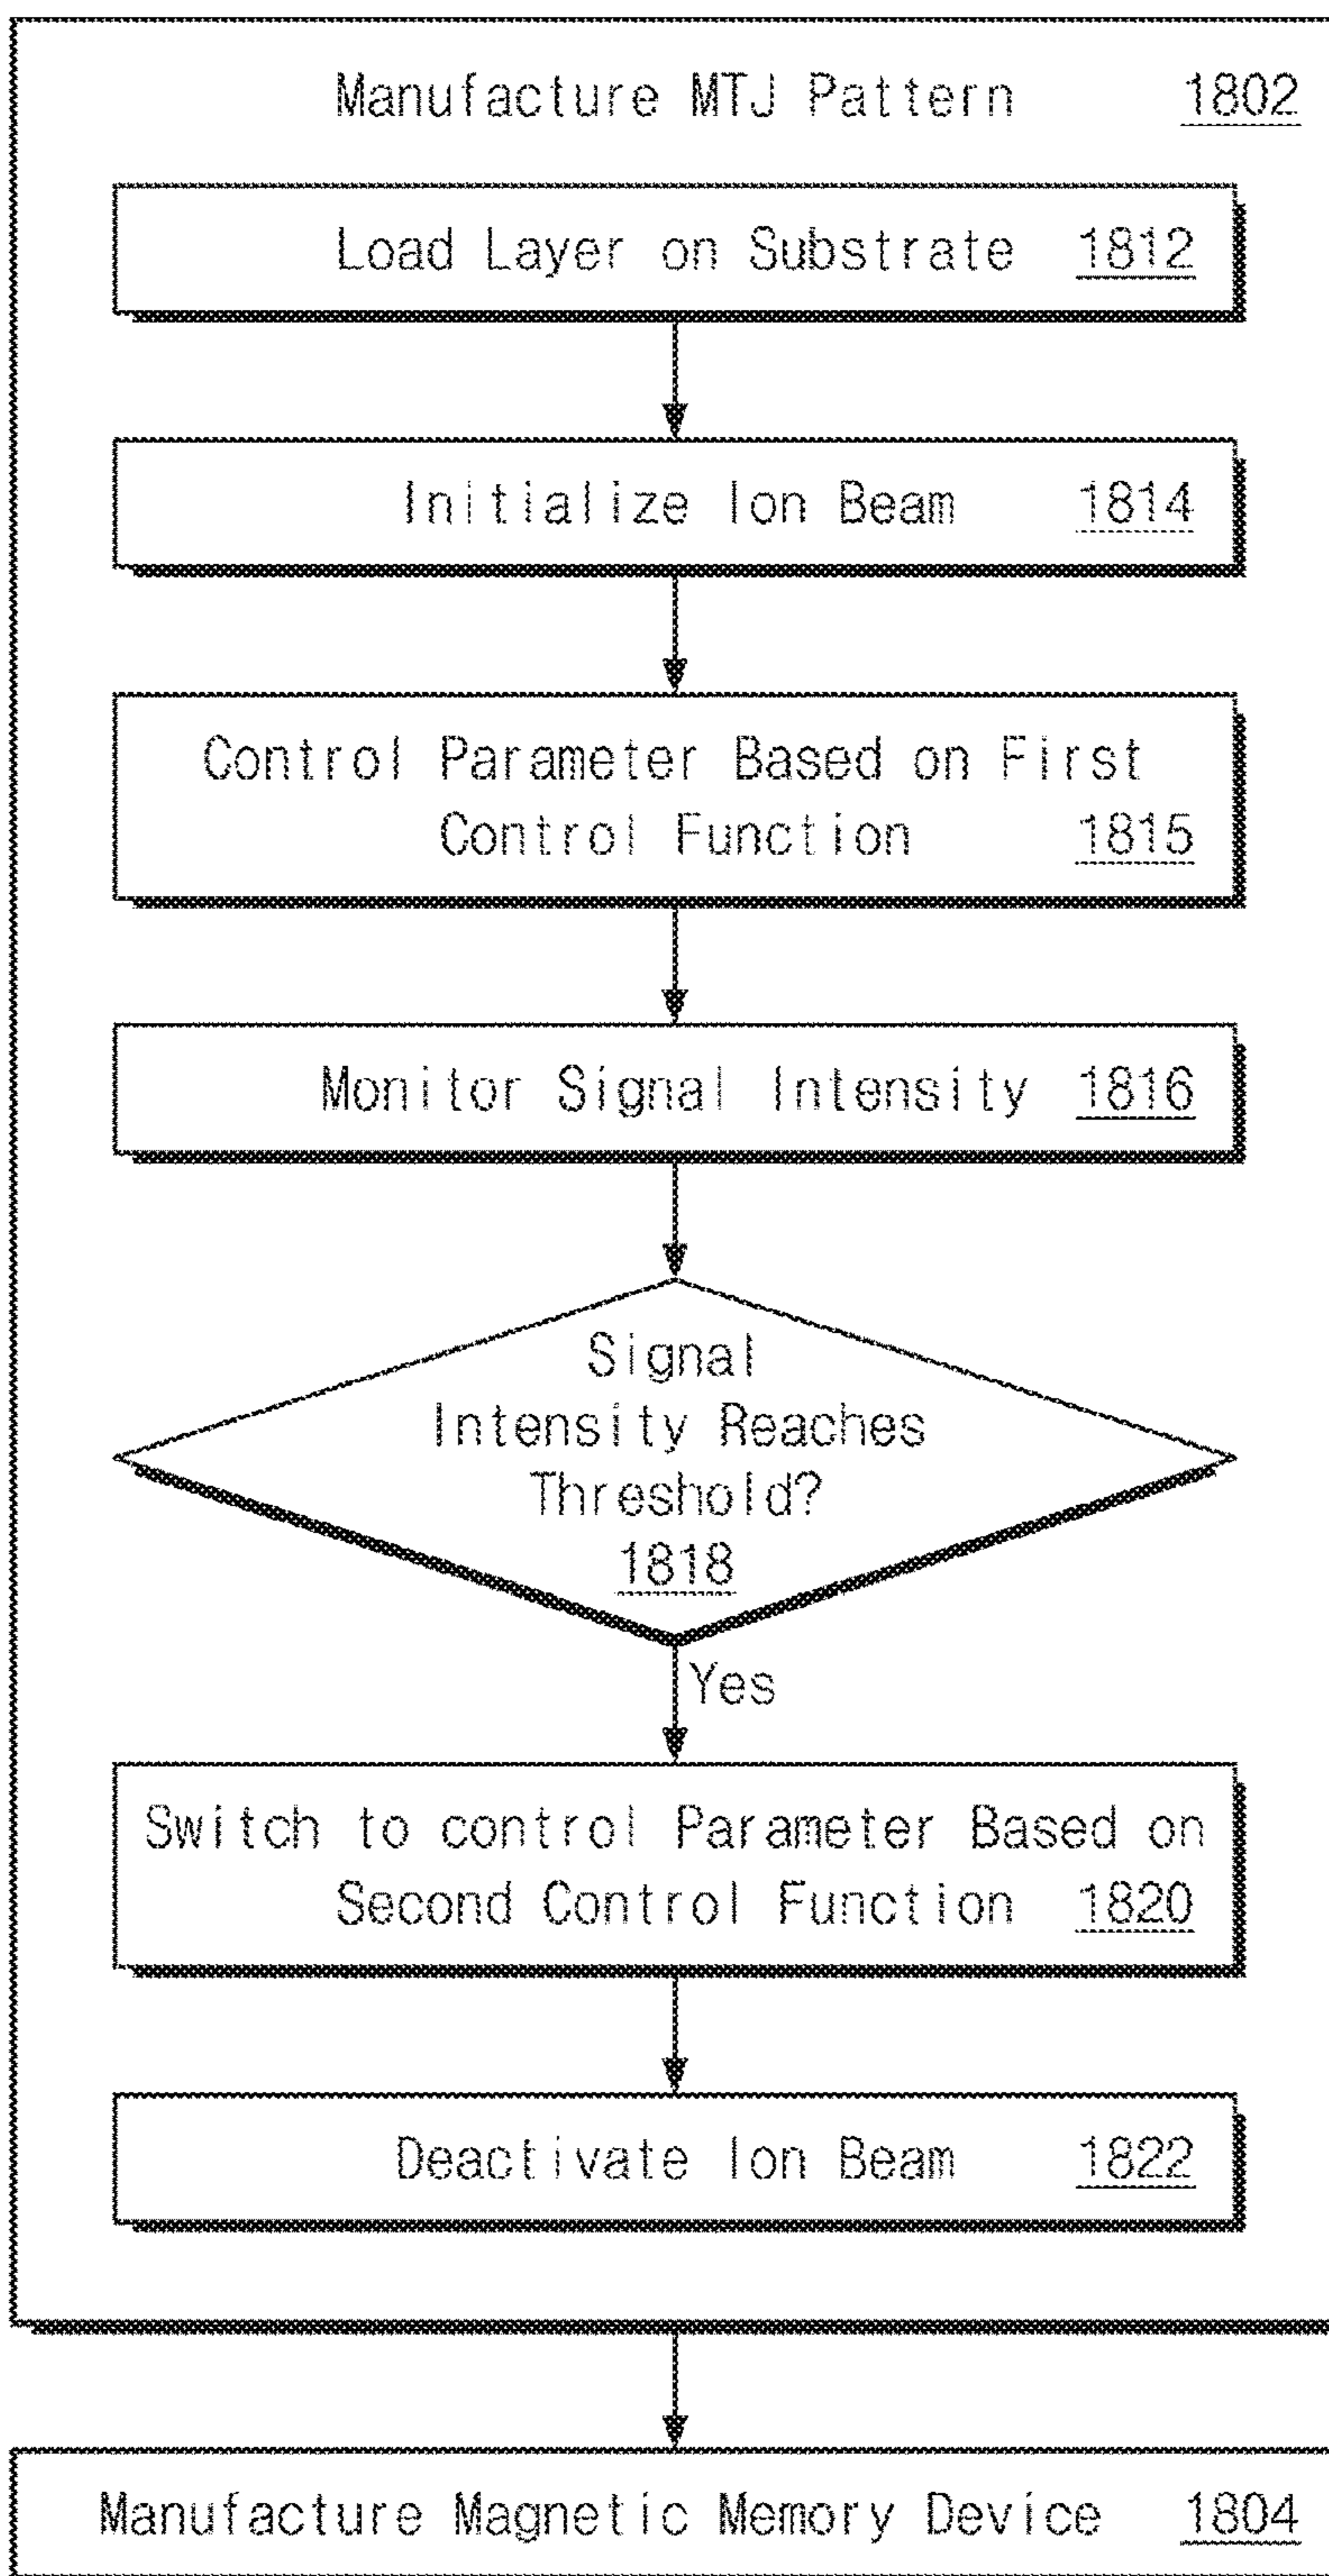 Manufacture MTJ Pattern 1802
Load Layer on Substrate 1812
Initialize Ion Beam 1814
Control Parameter Based on First
Control Function 1815
Monitor Signal Intensity 1816
Signal
Intensity Reaches
Threshold?
1818
Yes
Switch to control Parameter Based on
Second Control Function 1820
Deactivate Ion Beam 1822
Manufacture Magnetic Memory Device 1804